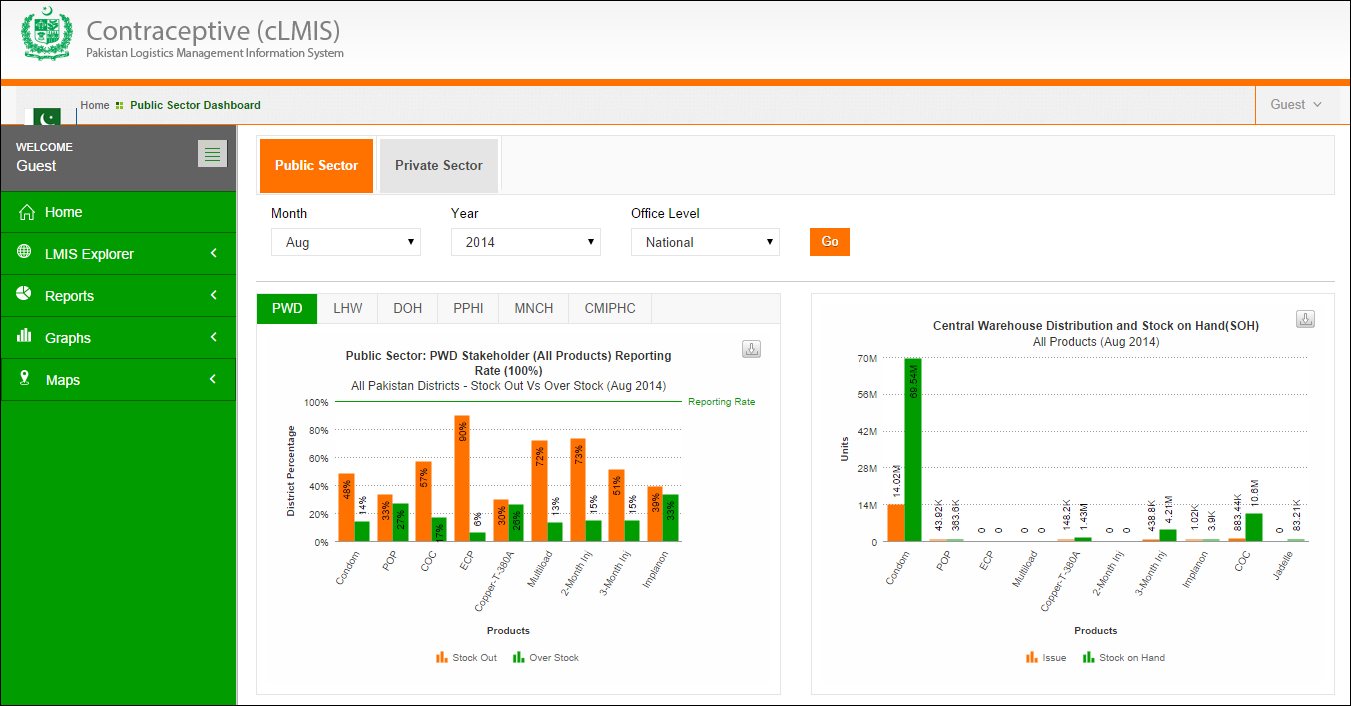 Contraceptive (cLMIS)
Pakistan Logistics Management Information System
Home Public Sector Dashboard
Guest
WELCOME
Guest
Home
LMIS Explorer
Reports
Graphs
Maps
Public Sector Private Sector
Month Year Office Level
Aug 2014 National Go
PWD LHW DOH PPHI MNCH CMIPHC
Public Sector: PWD Stakeholder (All Products) Reporting
Rate (100%)
All Pakistan Districts - Stock Out Vs Over Stock (Aug 2014)
Reporting Rate
District Percentage
100%
80%
60%
40%
20%
0%
48% 14% 33% 27% 57% 17% 90% 6% 30% 26% 72% 13% 73% 15% 51% 15% 39% 33%
Condom POP COC ECP Copper-T-380A Multiload 2-Month Inj 3-Month Inj Implanon
Products
Stock Out Over Stock
Central Warehouse Distribution and Stock on Hand(SOH)
All Products (Aug 2014)
Units
70M
56M
42M
28M
14M
0
14.02M 69.54M 43.92K 363.6K 0 0 0 0 148.2K 1.43M 0 0 438.8K 4.21M 1.02K 3.9K 883.44K 10.6M 0 83.21K
Condom POP ECP Multiload Copper-T-380A 2-Month Inj 3-Month Inj Implanon COC Jadelle
Products
Issue Stock on Hand